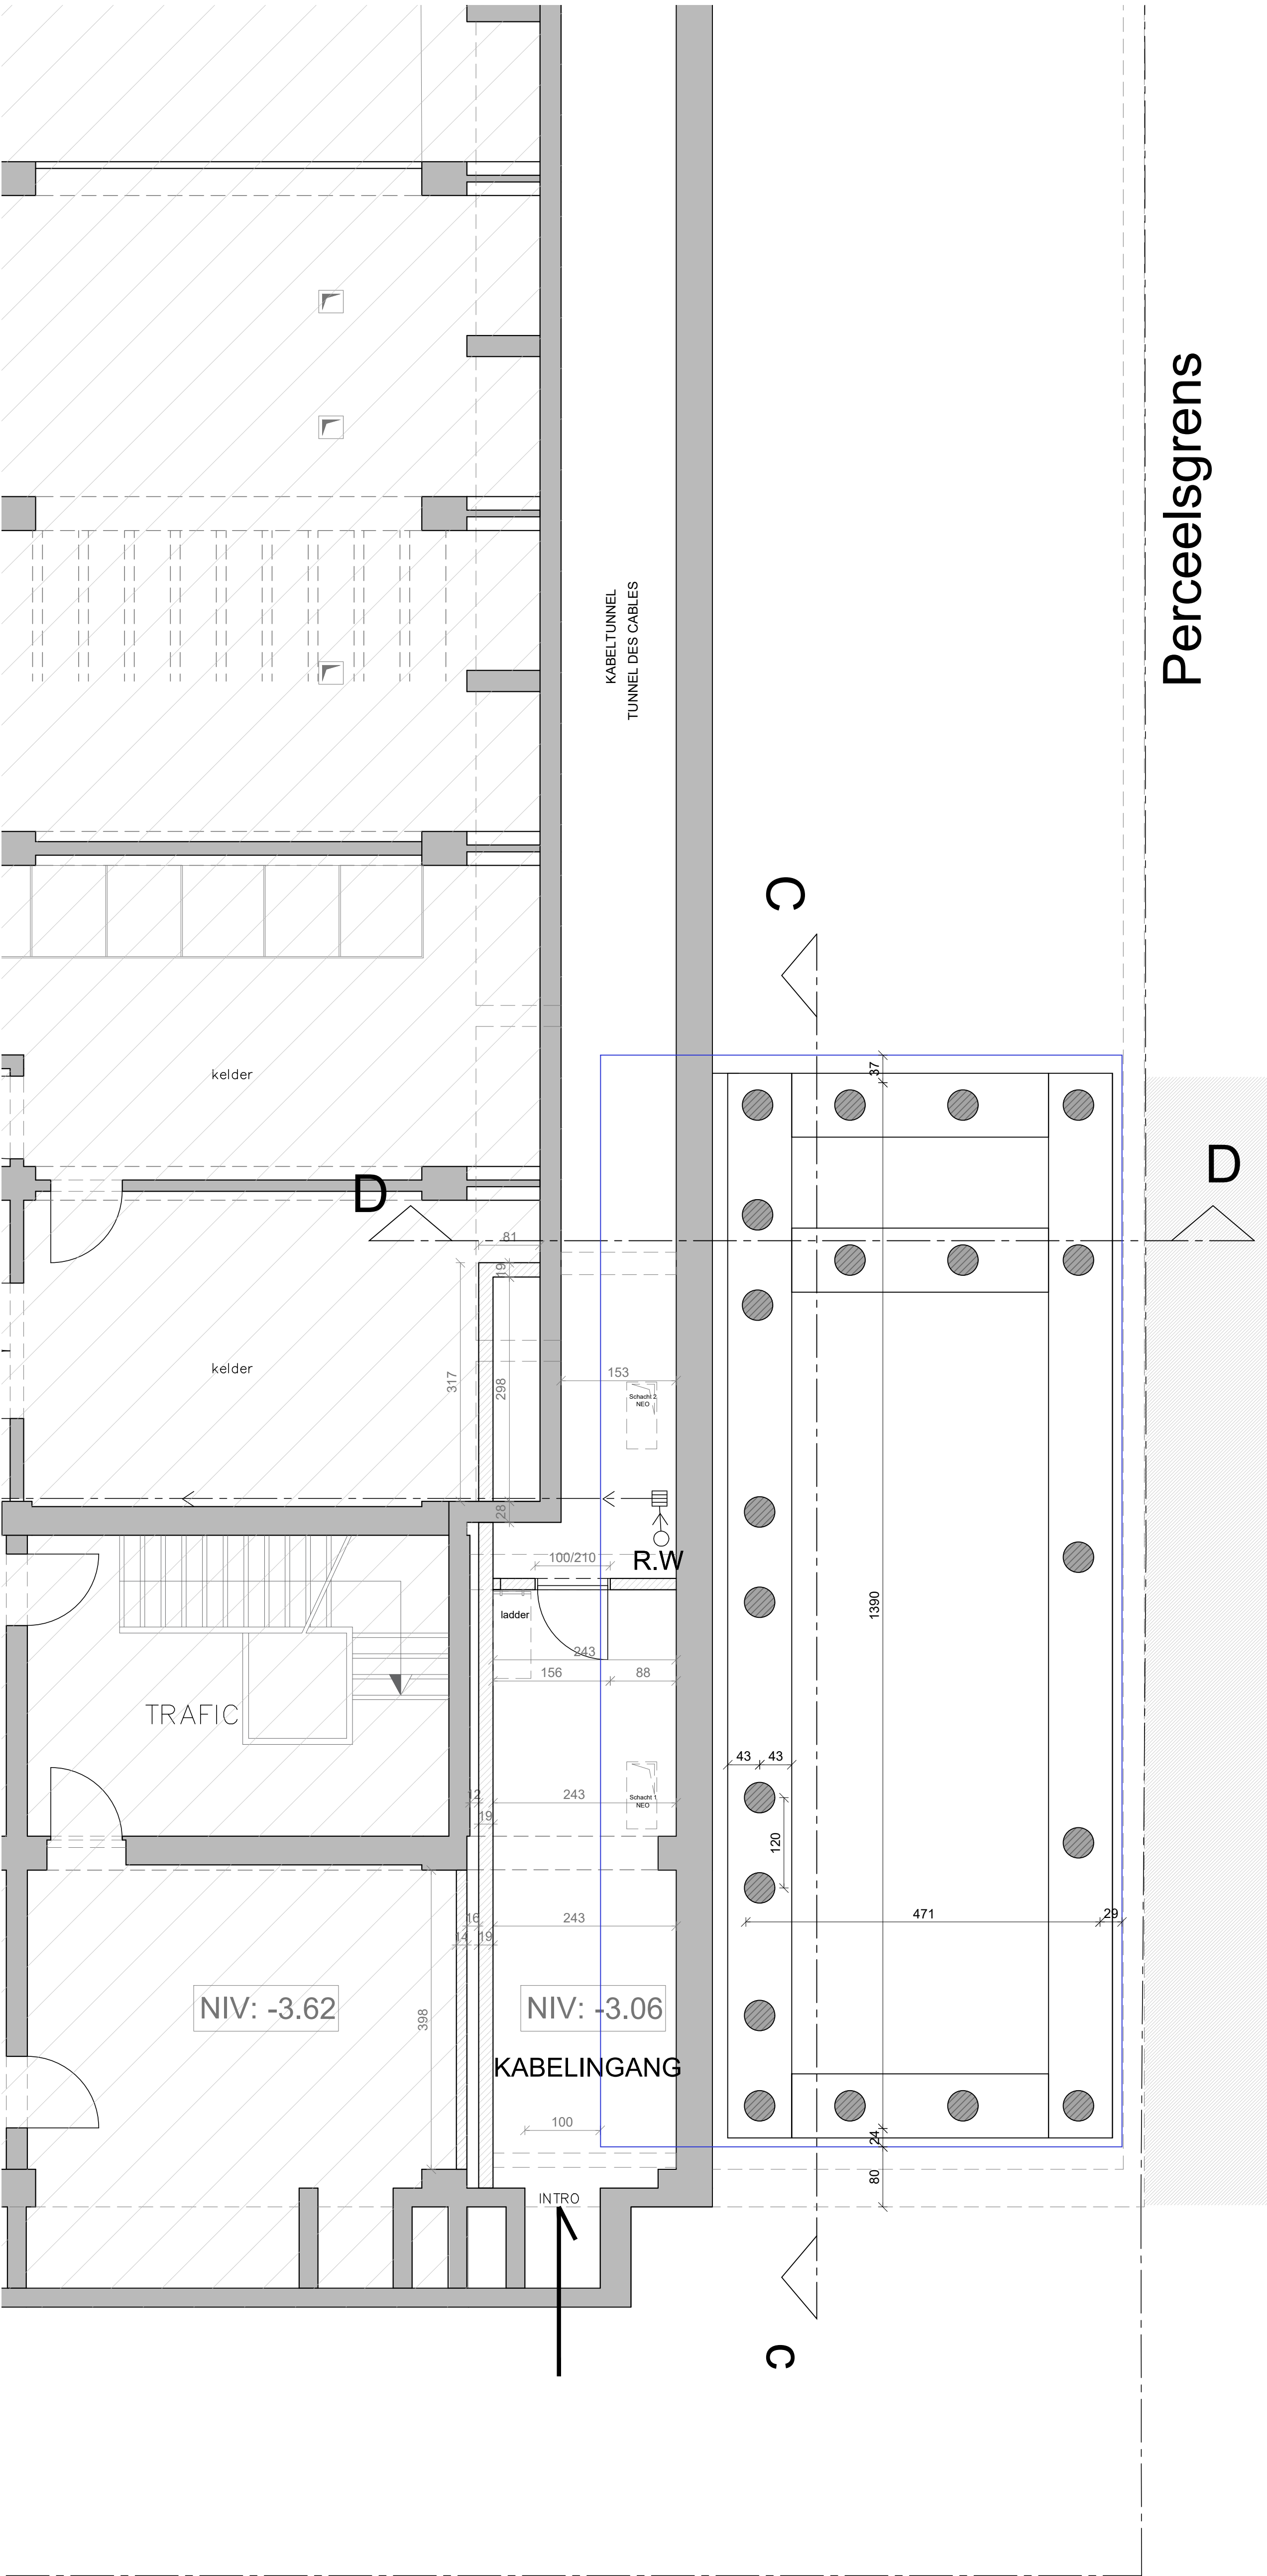 Perceelsgrens
KABELTUNNEL
TUNNEL DES CABLES
C
37
kelder
D
D
81
19
kelder
317
298
153
Schacht 2
NEO
28
100/210
R.W
ladder
1390
243
156
88
TRAFIC
43
43
12
243
Schacht 1
NEO
19
120
16
243
471
29
14
19
NIV: -3.62
398
NIV: -3.06
KABELINGANG
100
24
80
INTRO
c